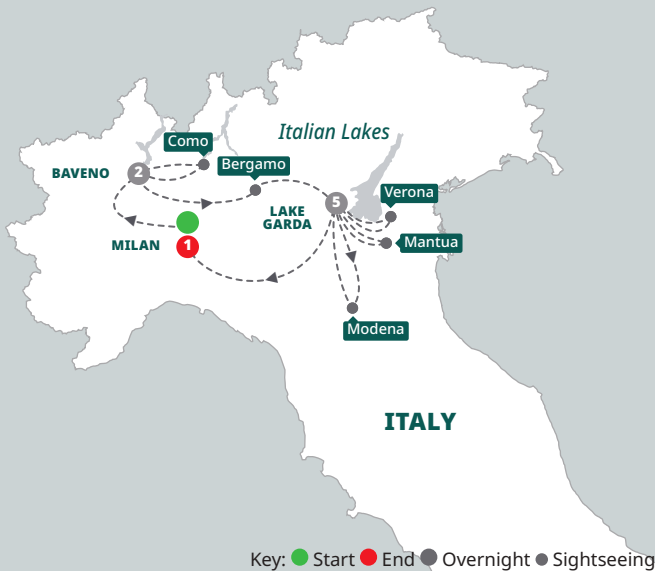 Italian Lakes
Como
Bergamo
BAVENO
2
5
Verona
LAKE
GARDA
MILAN
1
Mantua
Modena
ITALY
Key: Start End Overnight Sightseeing